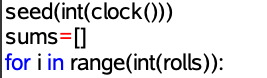 seed(int(clock()))
sums=[]
for i in range(int(rolls)):